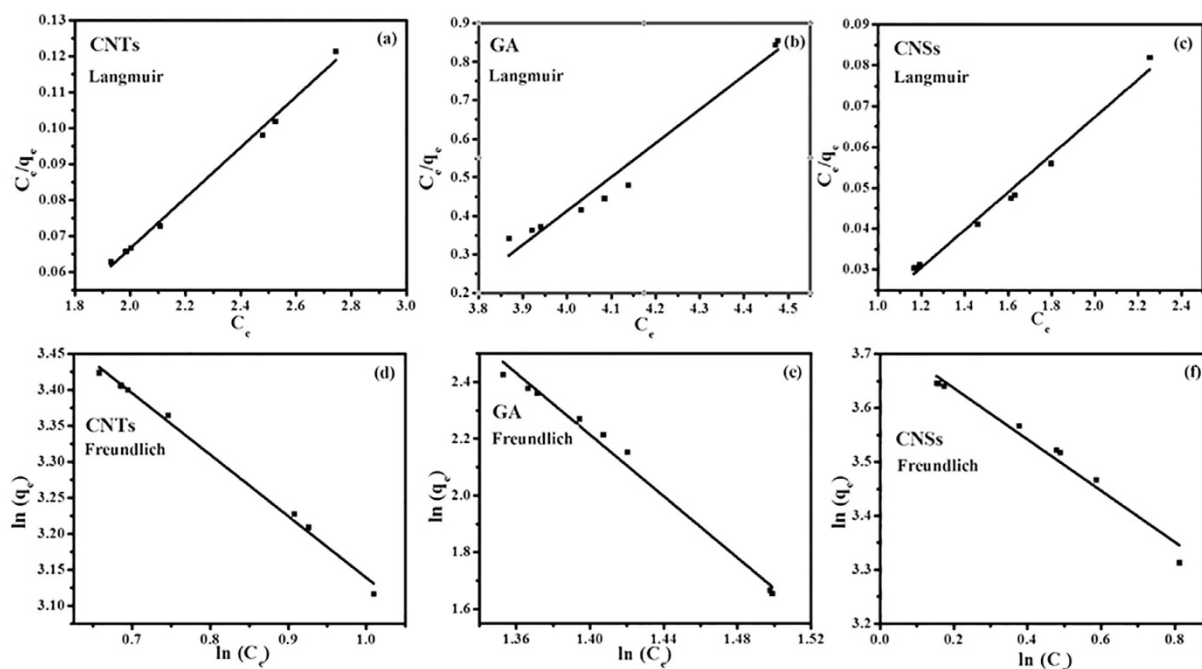 0.13
0.12
0.11
0.10
0.09
0.08
0.07
0.06
C_e/q_e
CNTs
Langmuir
(a)
1.8 2.0 2.2 2.4 2.6 2.8 3.0
C_e
0.9
0.8
0.7
0.6
0.5
0.4
0.3
0.2
C_e/q_e
GA
Langmuir
(b)
3.8 3.9 4.0 4.1 4.2 4.3 4.4 4.5
C_e
0.09
0.08
0.07
0.06
0.05
0.04
0.03
C_e/q_e
CNSs
Langmuir
(c)
1.0 1.2 1.4 1.6 1.8 2.0 2.2 2.4
C_e
3.45
3.40
3.35
3.30
3.25
3.20
3.15
3.10
ln (q_e)
CNTs
Freundlich
(d)
0.7 0.8 0.9 1.0
ln (C_e)
2.4
2.2
2.0
1.8
1.6
ln (q_e)
GA
Freundlich
(e)
1.36 1.40 1.44 1.48 1.52
ln (C_e)
3.7
3.6
3.5
3.4
3.3
3.2
ln (q_e)
CNSs
Freundlich
(f)
0.0 0.2 0.4 0.6 0.8
ln (C_e)